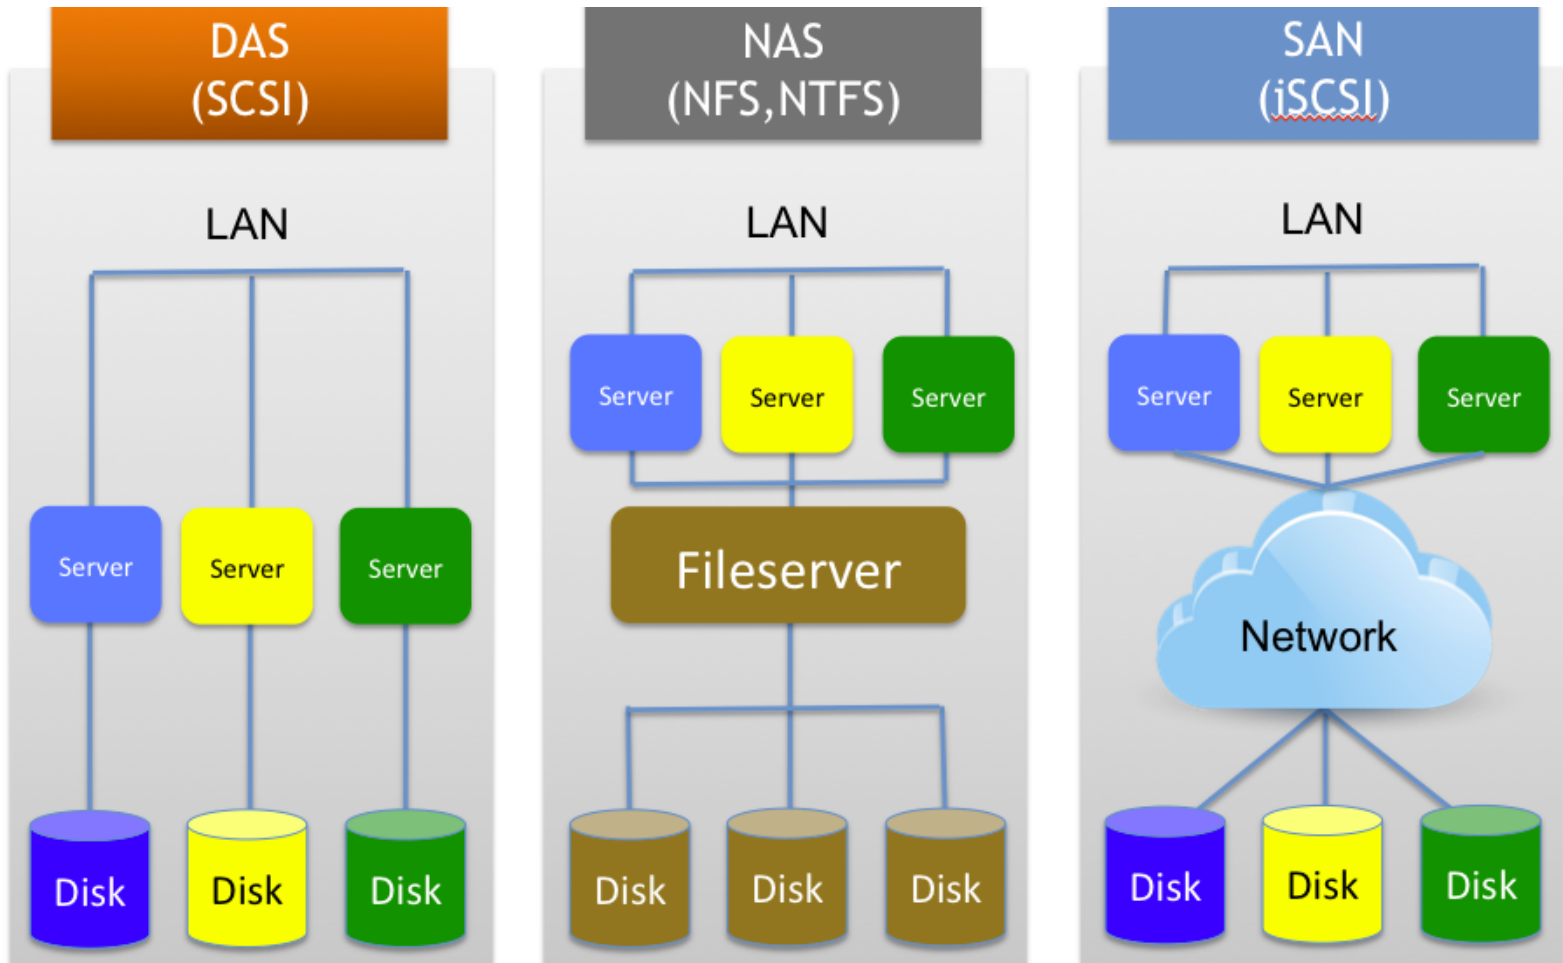 DAS
(SCSI)
LAN
Server
Server
Server
Disk
Disk
Disk
NAS
(NFS,NTFS)
LAN
Server
Server
Server
Fileserver
Disk
Disk
Disk
SAN
(iSCSI)
LAN
Server
Server
Server
Network
Disk
Disk
Disk